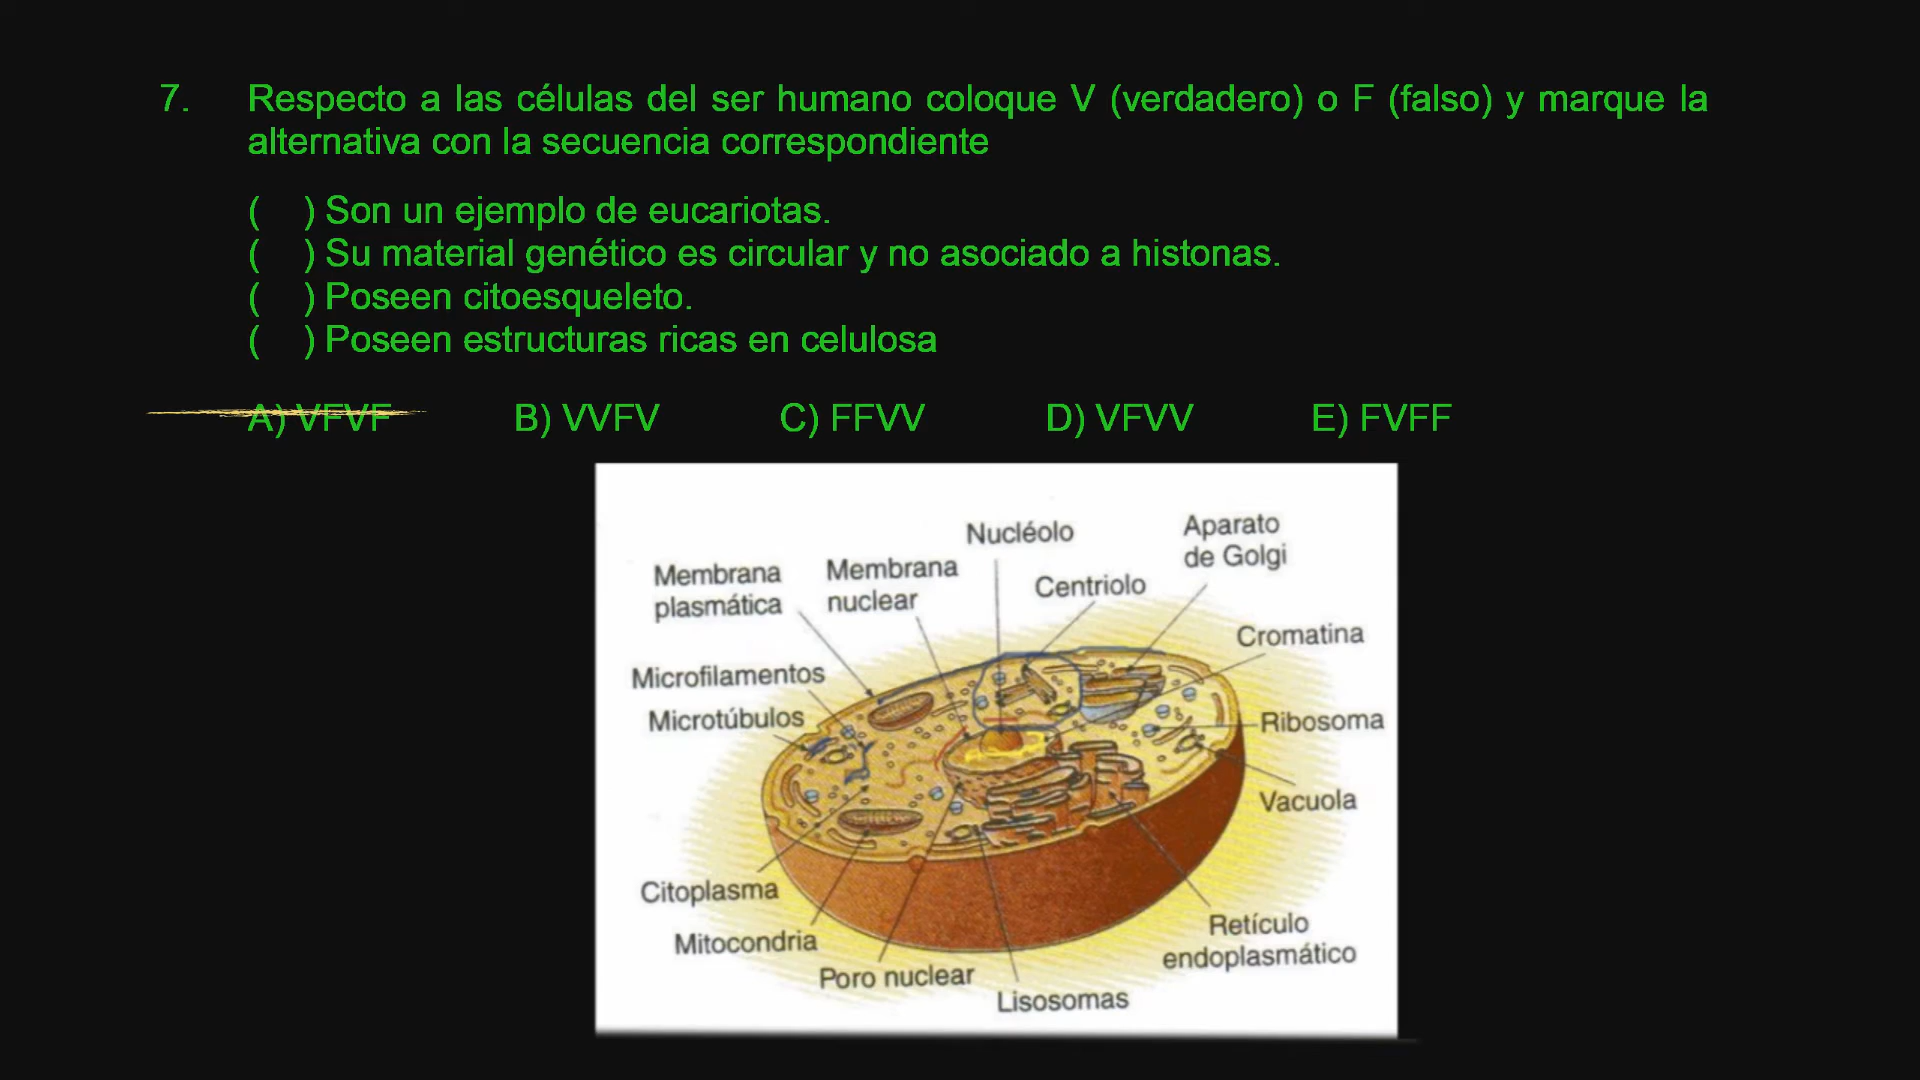 7. Respecto a las células del ser humano coloque V (verdadero) o F (falso) y marque la
alternativa con la secuencia correspondiente
( ) Son un ejemplo de eucariotas.
( ) Su material genético es circular y no asociado a histonas.
( ) Poseen citoesqueleto.
( ) Poseen estructuras ricas en celulosa
A) VFVF B) VVFV C) FFVV D) VFVV E) FVFF
Nucléolo
Aparato
de Golgi
Membrana
plasmática
Membrana
nuclear
Centriolo
Cromatina
Microfilamentos
Microtúbulos
Ribosoma
Vacuola
Citoplasma
Mitocondria
Poro nuclear
Lisosomas
Retículo
endoplasmático